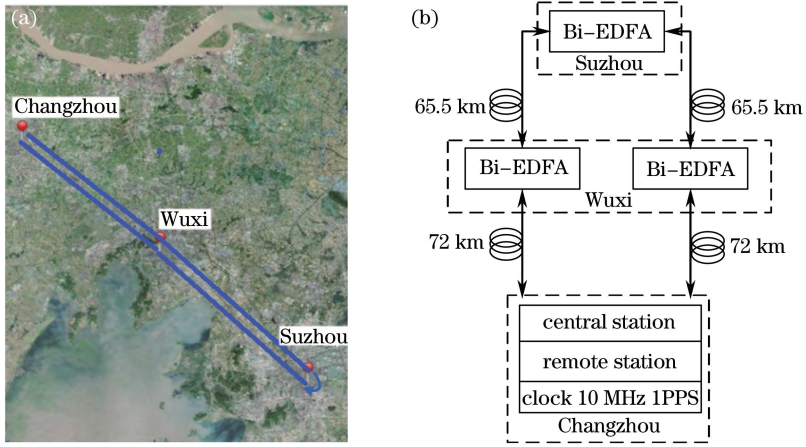 (a)
Changzhou
Wuxi
Suzhou
(b)
Bi-EDFA
Suzhou
65.5 km
65.5 km
Bi-EDFA
Bi-EDFA
Wuxi
72 km
72 km
central station
remote station
clock 10 MHz 1PPS
Changzhou